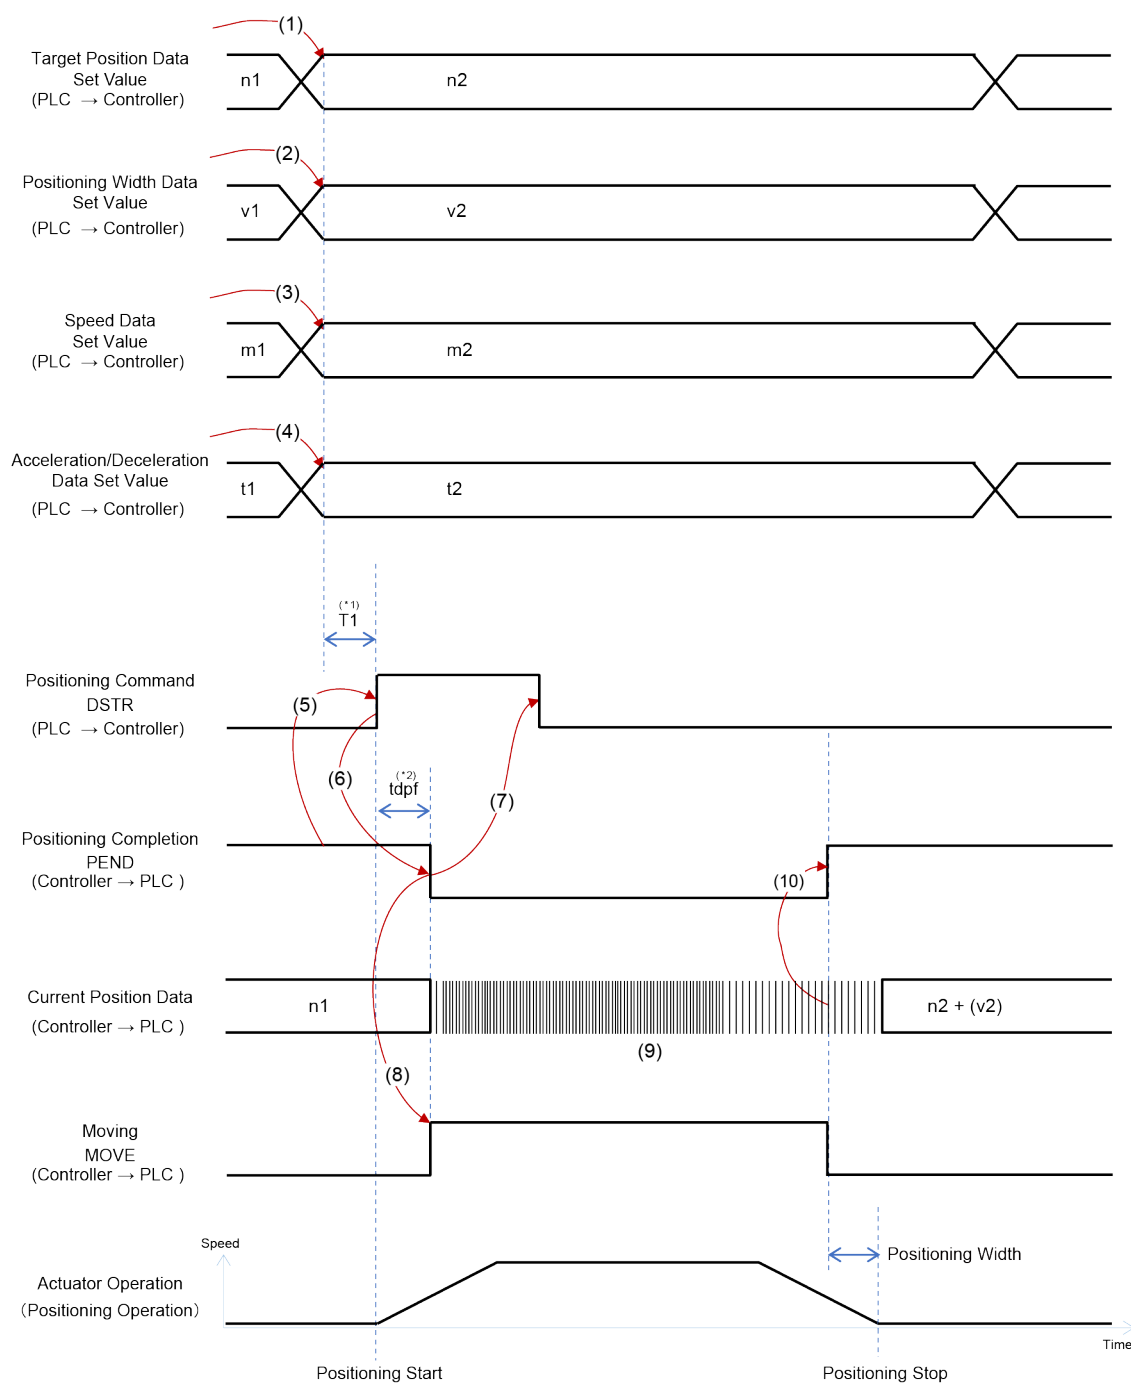 (1)
Target Position Data
Set Value
(PLC → Controller)
n1
n2
(2)
Positioning Width Data
Set Value
(PLC → Controller)
v1
v2
(3)
Speed Data
Set Value
(PLC → Controller)
m1
m2
(4)
Acceleration/Deceleration
Data Set Value
(PLC → Controller)
t1
t2
(*1)
T1
Positioning Command
DSTR
(PLC → Controller)
(5)
(6)
(*2)
tdpf
(7)
Positioning Completion
PEND
(Controller → PLC )
(10)
Current Position Data
(Controller → PLC )
n1
n2 + (v2)
(9)
(8)
Moving
MOVE
(Controller → PLC )
Speed
Positioning Width
Actuator Operation
(Positioning Operation)
Time
Positioning Start
Positioning Stop